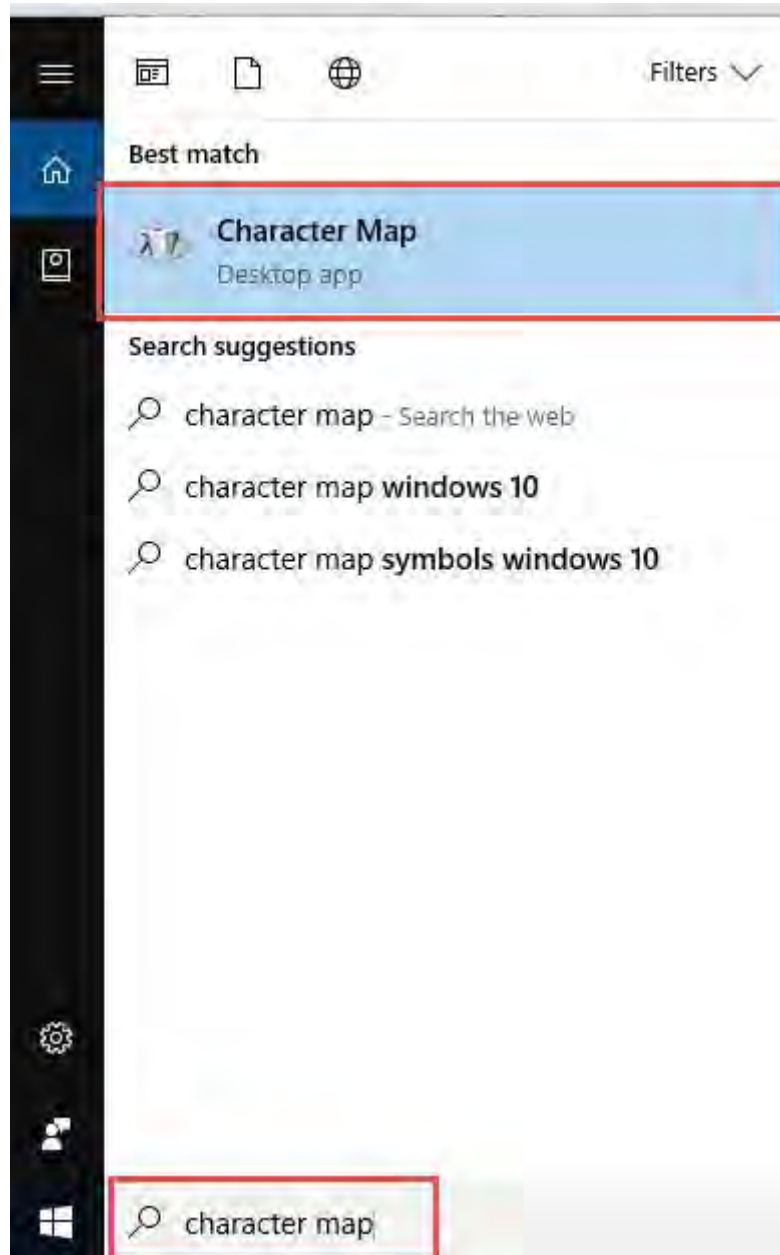 Filters
Best match
Character Map
Desktop app
Search suggestions
character map - Search the web
character map windows 10
character map symbols windows 10
character map